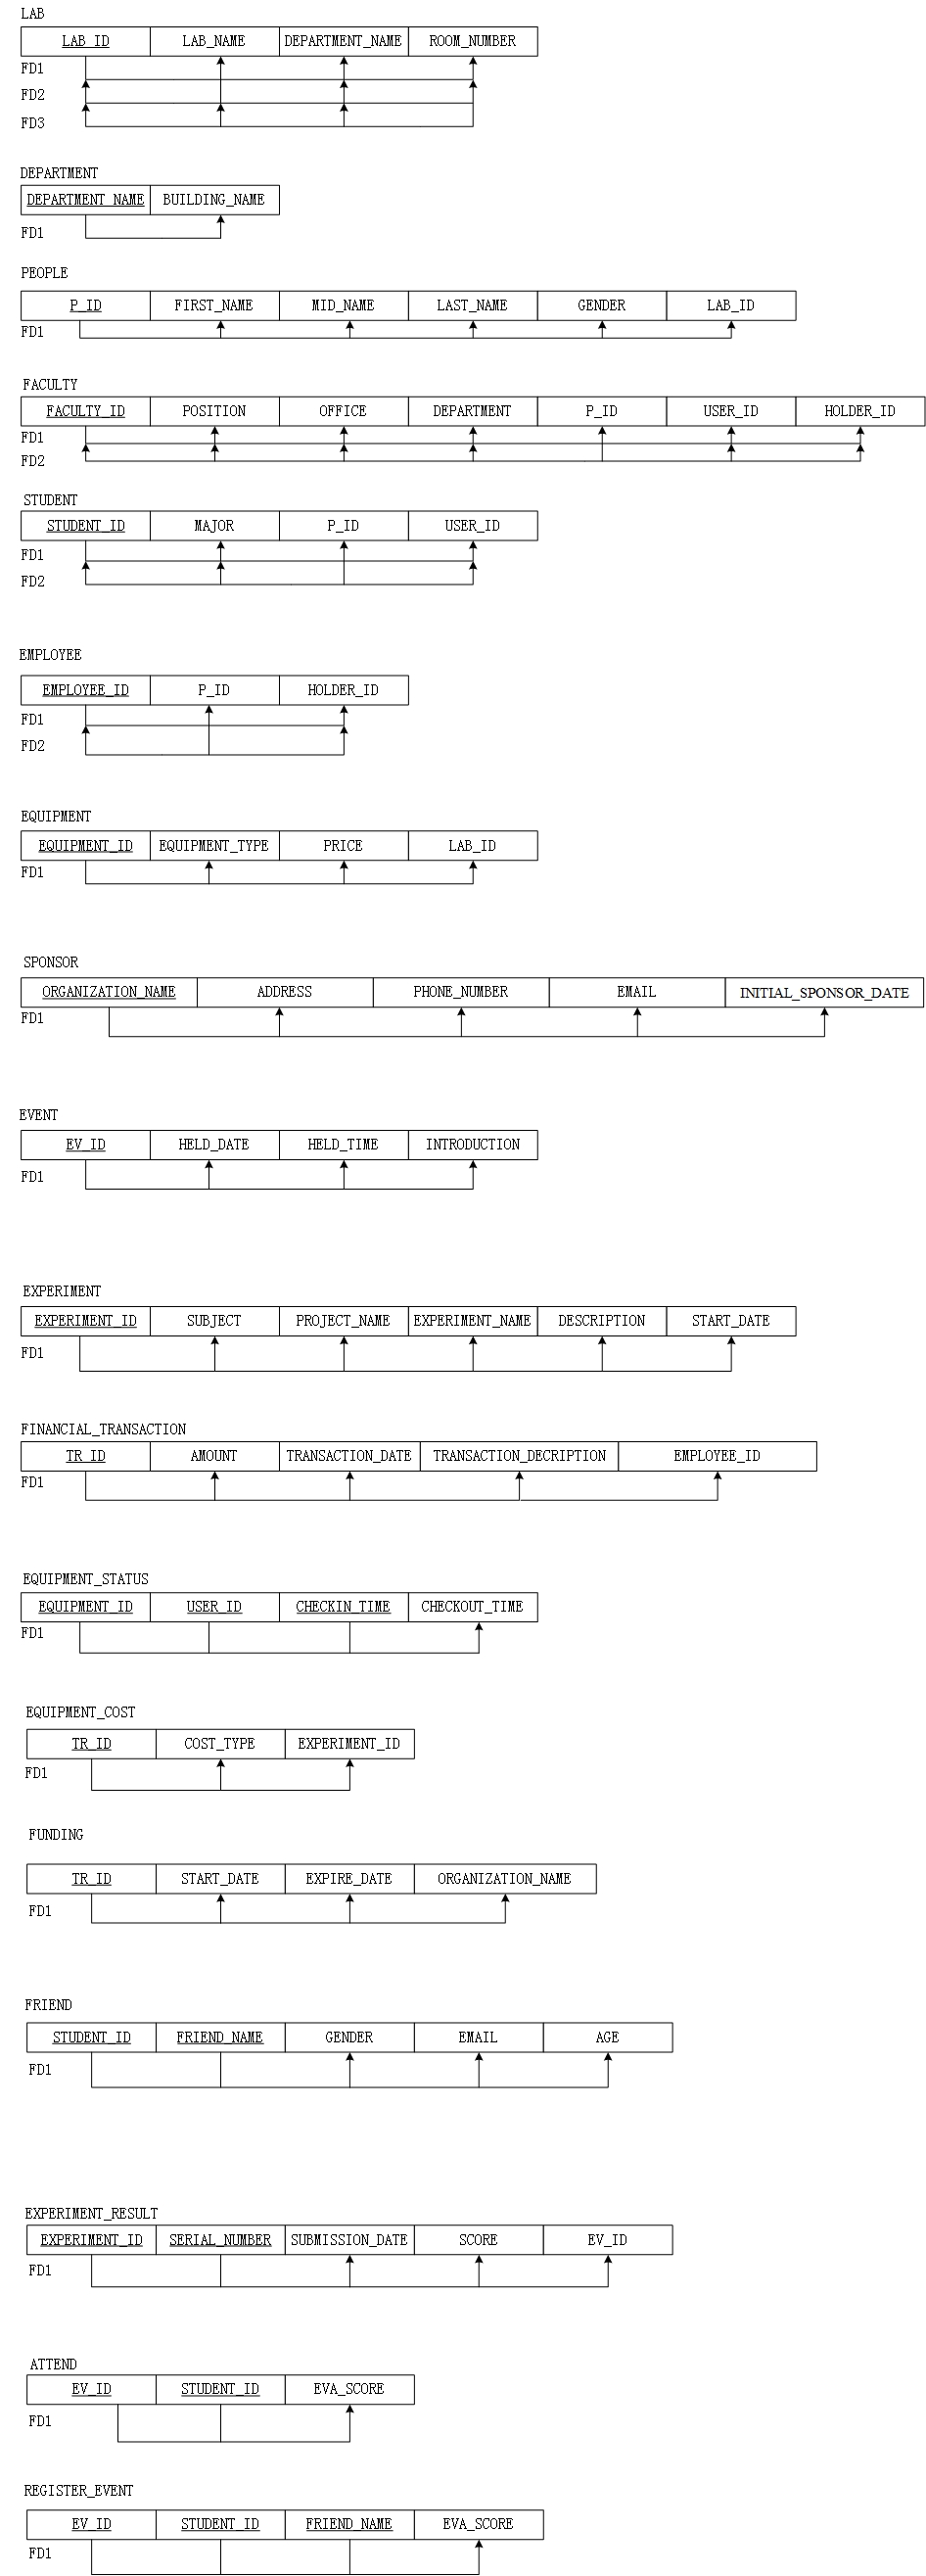 LAB
LAB_ID LAB_NAME DEPARTMENT_NAME ROOM_NUMBER
FD1
FD2
FD3
DEPARTMENT
DEPARTMENT_NAME BUILDING_NAME
FD1
PEOPLE
P_ID FIRST_NAME MID_NAME LAST_NAME GENDER LAB_ID
FD1
FACULTY
FACULTY_ID POSITION OFFICE DEPARTMENT P_ID USER_ID HOLDER_ID
FD1
FD2
STUDENT
STUDENT_ID MAJOR P_ID USER_ID
FD1
FD2
EMPLOYEE
EMPLOYEE_ID P_ID HOLDER_ID
FD1
FD2
EQUIPMENT
EQUIPMENT_ID EQUIPMENT_TYPE PRICE LAB_ID
FD1
SPONSOR
ORGANIZATION_NAME ADDRESS PHONE_NUMBER EMAIL INITIAL_SPONSOR_DATE
FD1
EVENT
EV_ID HELD_DATE HELD_TIME INTRODUCTION
FD1
EXPERIMENT
EXPERIMENT_ID SUBJECT PROJECT_NAME EXPERIMENT_NAME DESCRIPTION START_DATE
FD1
FINANCIAL_TRANSACTION
TR_ID AMOUNT TRANSACTION_DATE TRANSACTION_DECRIPTION EMPLOYEE_ID
FD1
EQUIPMENT_STATUS
EQUIPMENT_ID USER_ID CHECKIN_TIME CHECKOUT_TIME
FD1
EQUIPMENT_COST
TR_ID COST_TYPE EXPERIMENT_ID
FD1
FUNDING
TR_ID START_DATE EXPIRE_DATE ORGANIZATION_NAME
FD1
FRIEND
STUDENT_ID FRIEND_NAME GENDER EMAIL AGE
FD1
EXPERIMENT_RESULT
EXPERIMENT_ID SERIAL_NUMBER SUBMISSION_DATE SCORE EV_ID
FD1
ATTEND
EV_ID STUDENT_ID EVA_SCORE
FD1
REGISTER_EVENT
EV_ID STUDENT_ID FRIEND_NAME EVA_SCORE
FD1